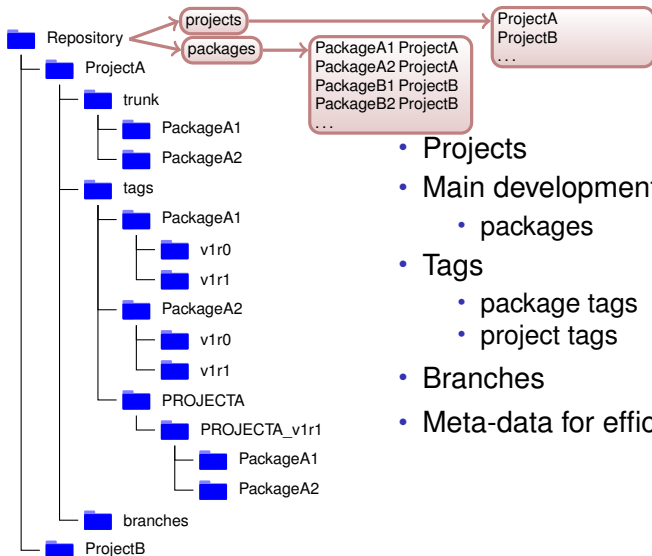 projects
ProjectA
Repository
ProjectB
packages
PackageA1 ProjectA
. . .
ProjectA
PackageA2 ProjectA
PackageB1 ProjectB
trunk
PackageB2 ProjectB
. . .
PackageA1
PackageA2
tags
PackageA1
v1r0
v1r1
PackageA2
v1r0
v1r1
PROJECTA
PROJECTA_v1r1
PackageA1
PackageA2
branches
ProjectB
• Projects
• Main development
• packages
• Tags
• package tags
• project tags
• Branches
• Meta-data for